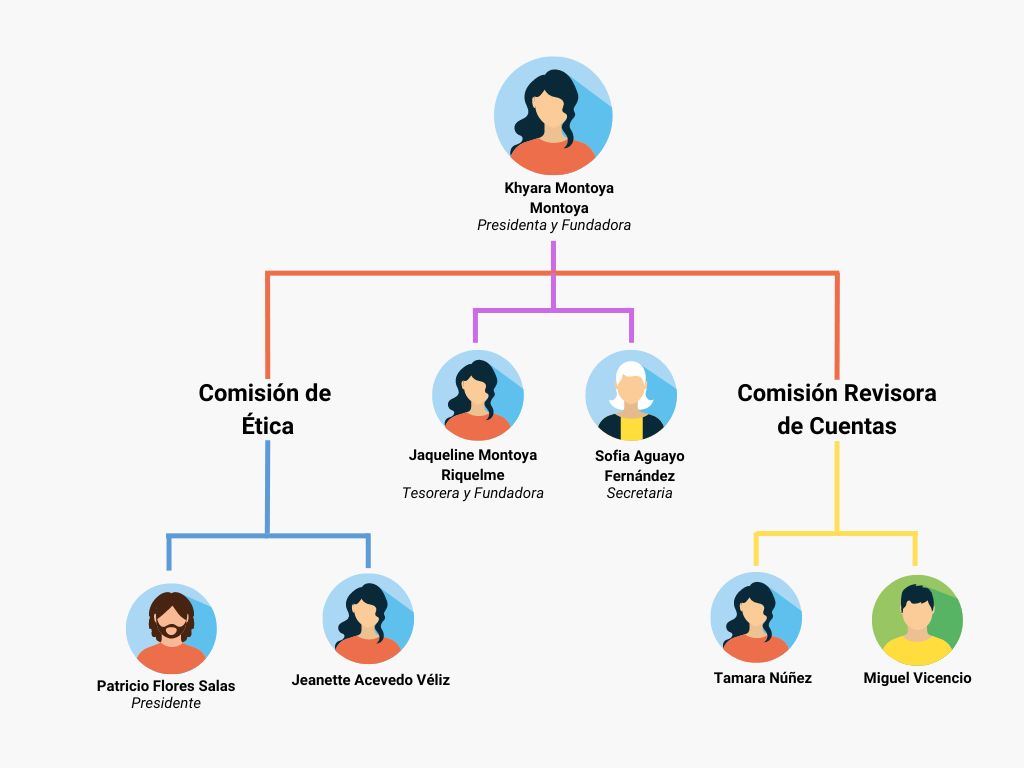 Khyara Montoya
Montoya
Presidenta y Fundadora
Comisión de
Ética
Jaqueline Montoya
Riquelme
Tesorera y Fundadora
Sofia Aguayo
Fernández
Secretaria
Comisión Revisora
de Cuentas
Patricio Flores Salas
Presidente
Jeanette Acevedo Véliz
Tamara Núñez
Miguel Vicencio